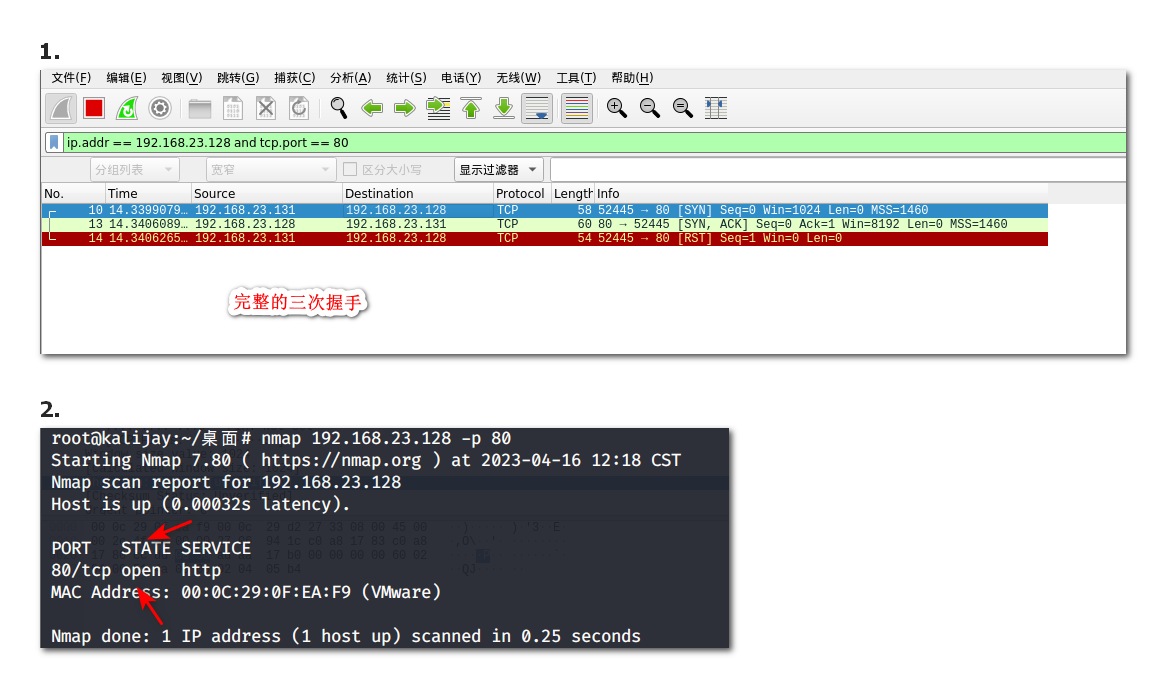 1.
文件(F) 编辑(E) 视图(V) 跳转(G) 捕获(C) 分析(A) 统计(S) 电话(Y) 无线(W) 工具(T) 帮助(H)
ip.addr == 192.168.23.128 and tcp.port == 80
分组列表 宽窄 区分大小写 显示过滤器
No. Time Source Destination Protocol Length Info
10 14.3399079… 192.168.23.131 192.168.23.128 TCP 58 52445 → 80 [SYN] Seq=0 Win=1024 Len=0 MSS=1460
13 14.3406089… 192.168.23.128 192.168.23.131 TCP 60 80 → 52445 [SYN, ACK] Seq=0 Ack=1 Win=8192 Len=0 MSS=1460
14 14.3406265… 192.168.23.131 192.168.23.128 TCP 54 52445 → 80 [RST] Seq=1 Win=0 Len=0
完整的三次握手
2.
root@kalijay:~/桌面# nmap 192.168.23.128 -p 80
Starting Nmap 7.80 ( https://nmap.org ) at 2023-04-16 12:18 CST
Nmap scan report for 192.168.23.128
Host is up (0.00032s latency).
PORT STATE SERVICE
80/tcp open http
MAC Address: 00:0C:29:0F:EA:F9 (VMware)
Nmap done: 1 IP address (1 host up) scanned in 0.25 seconds